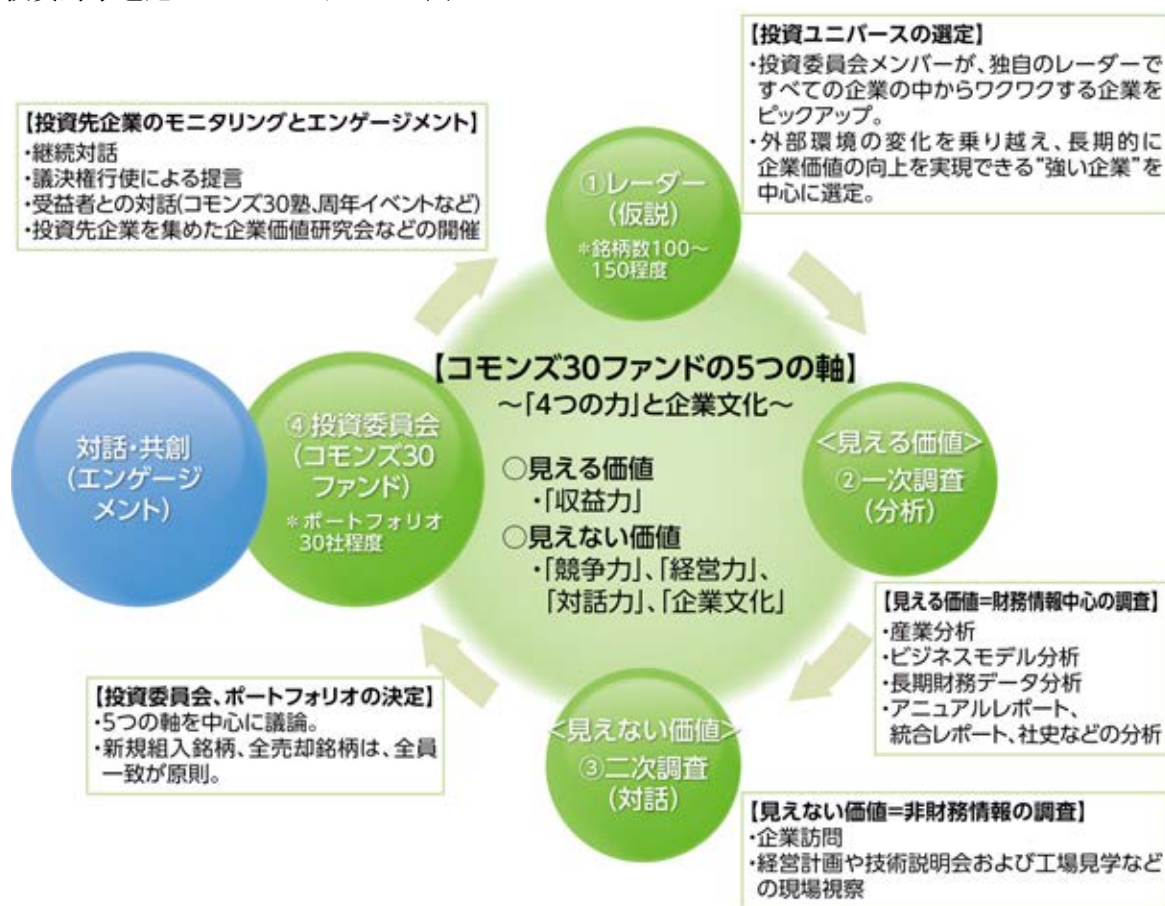 【投資ユニバースの選定】
・投資委員会メンバーが、独自のレーダーで
すべての企業の中からワクワクする企業を
ピックアップ。
・外部環境の変化を乗り越え、長期的に
企業価値の向上を実現できる“強い企業”を
中心に選定。
【投資先企業のモニタリングとエンゲージメント】
・継続対話
・議決権行使による提言
・受益者との対話(コモンズ30塾、周年イベントなど)
・投資先企業を集めた企業価値研究会などの開催
①レーダー
(仮説)
＊銘柄数100～
150程度
【コモンズ30ファンドの5つの軸】
～「4つの力」と企業文化～
○見える価値
・「収益力」
○見えない価値
・「競争力」、「経営力」、
「対話力」、「企業文化」
対話・共創
(エンゲージ
メント)
④投資委員会
(コモンズ30
ファンド)
＊ポートフォリオ
30社程度
<見える価値>
②一次調査
(分析)
【見える価値=財務情報中心の調査】
・産業分析
・ビジネスモデル分析
・長期財務データ分析
・アニュアルレポート、
統合レポート、社史などの分析
【投資委員会、ポートフォリオの決定】
・5つの軸を中心に議論。
・新規組入銘柄、全売却銘柄は、全員
一致が原則。
<見えない価値>
③二次調査
(対話)
【見えない価値=非財務情報の調査】
・企業訪問
・経営計画や技術説明会および工場見学など
の現場視察